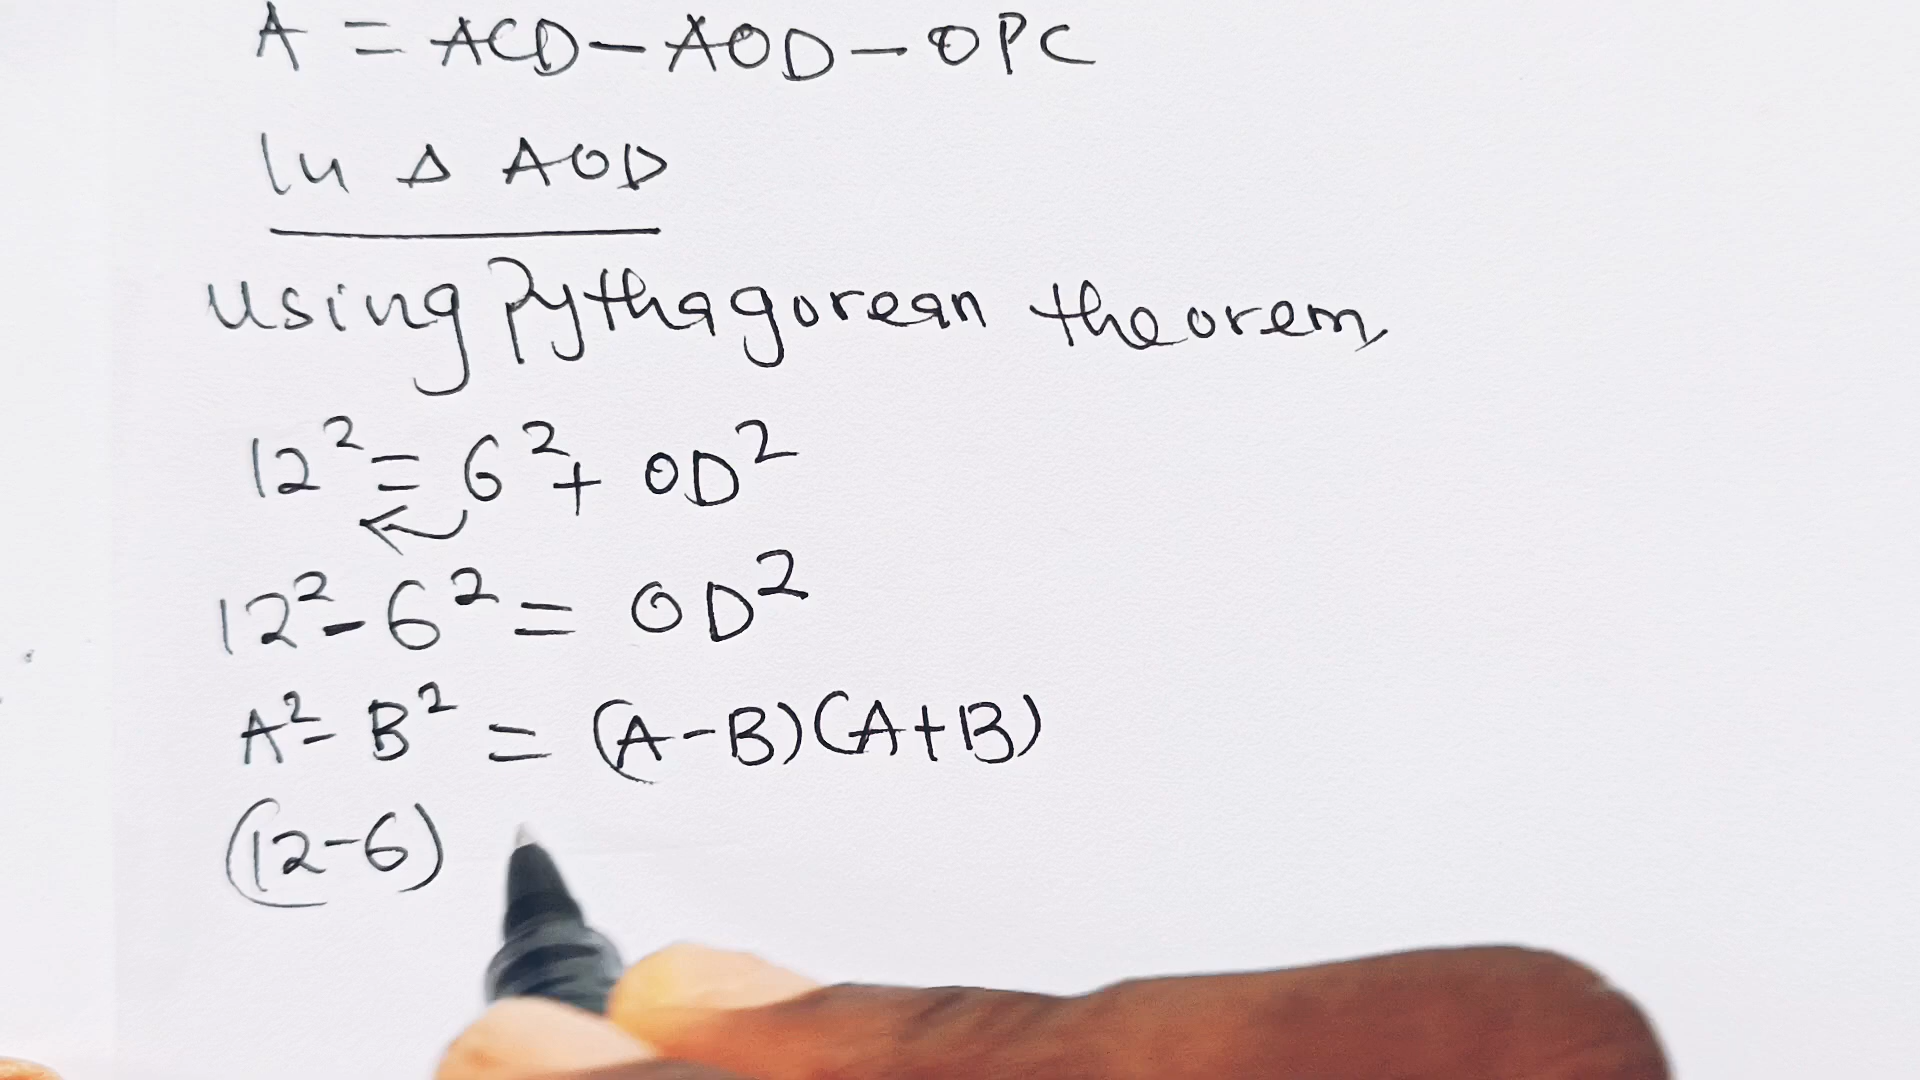 A = ACD - AOD - OPC
In Δ AOD
Using Pythagorean theorem,
12² = 6² + OD²
12² - 6² = OD²
A² - B² = (A-B)(A+B)
(12-6)